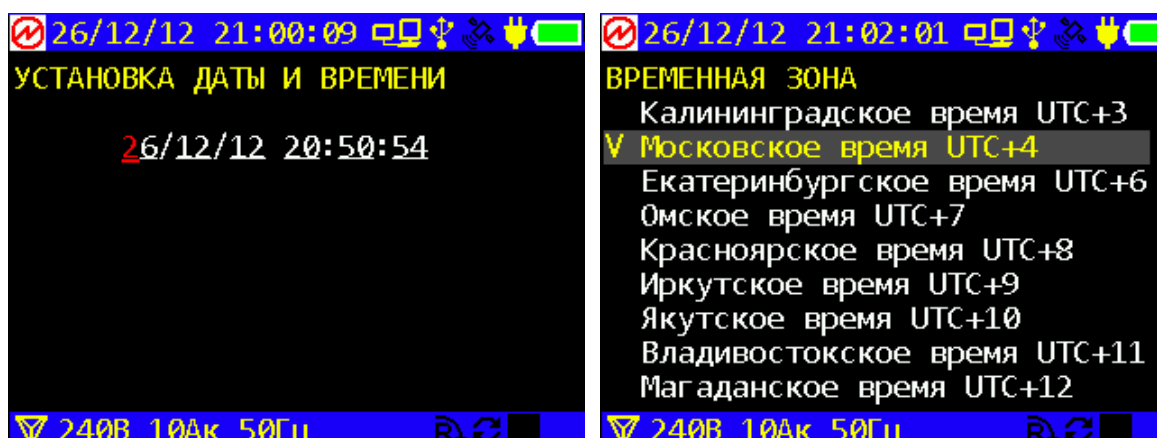 26/12/12 21:00:09
УСТАНОВКА ДАТЫ И ВРЕМЕНИ
26/12/12 20:50:54
240В 10Ак 50Гц
26/12/12 21:02:01
ВРЕМЕННАЯ ЗОНА
Калининградское время UTC+3
V Московское время UTC+4
Екатеринбургское время UTC+6
Омское время UTC+7
Красноярское время UTC+8
Иркутское время UTC+9
Якутское время UTC+10
Владивостокское время UTC+11
Магаданское время UTC+12
240В 10Ак 50Гц